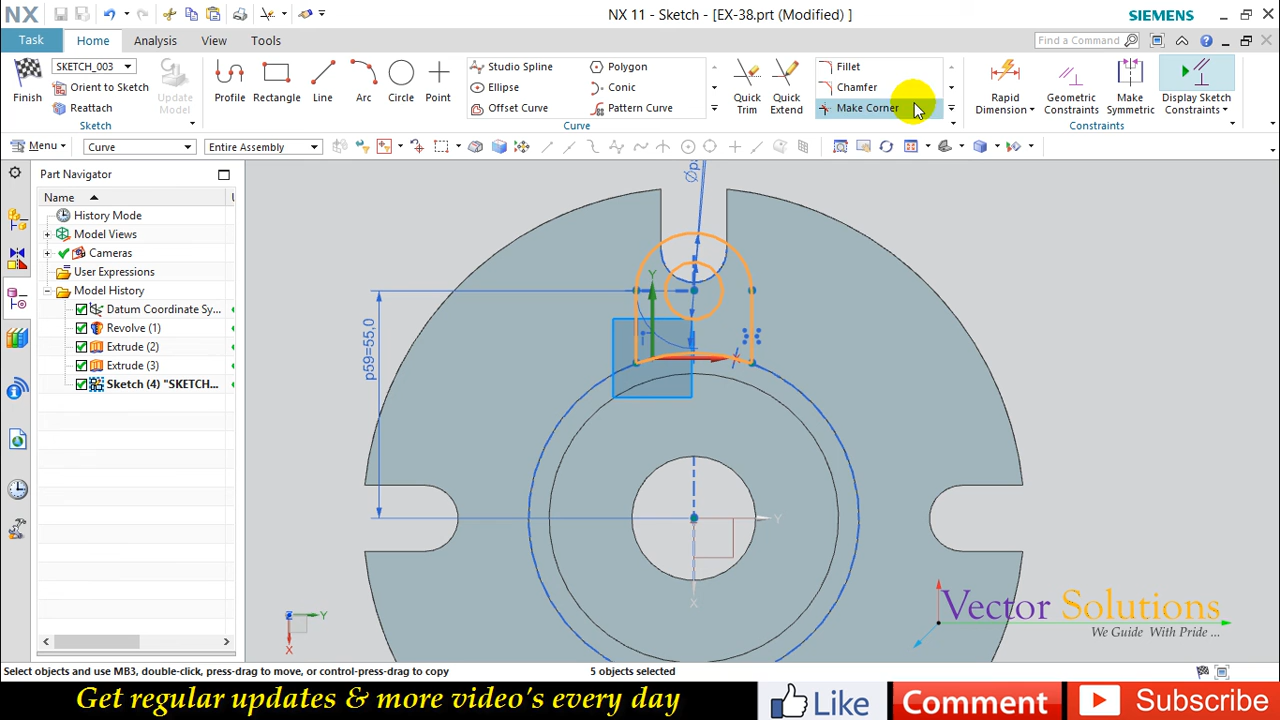 NX
NX 11 - Sketch - [EX-38.prt (Modified) ]
SIEMENS
Task Home Analysis View Tools
Find a Command
Finish
SKETCH_003
Orient to Sketch
Reattach
Update Model
Sketch
Profile
Rectangle
Line
Arc
Circle
Point
Studio Spline
Ellipse
Offset Curve
Polygon
Conic
Pattern Curve
Curve
Quick Trim
Quick Extend
Fillet
Chamfer
Make Corner
Rapid Dimension
Geometric Constraints
Make Symmetric
Display Sketch Constraints
Constraints
Menu
Curve
Entire Assembly
Part Navigator
Name
History Mode
Model Views
Cameras
User Expressions
Model History
Datum Coordinate Sy...
Revolve (1)
Extrude (2)
Extrude (3)
Sketch (4) "SKETCH...
p59=55,0
Y
Y
X
Y
X
Vector Solutions
We Guide With Pride ...
Select objects and use MB3, double-click, press-drag to move, or control-press-drag to copy
5 objects selected
Get regular updates & more video's every day
Like
Comment
Subscribe